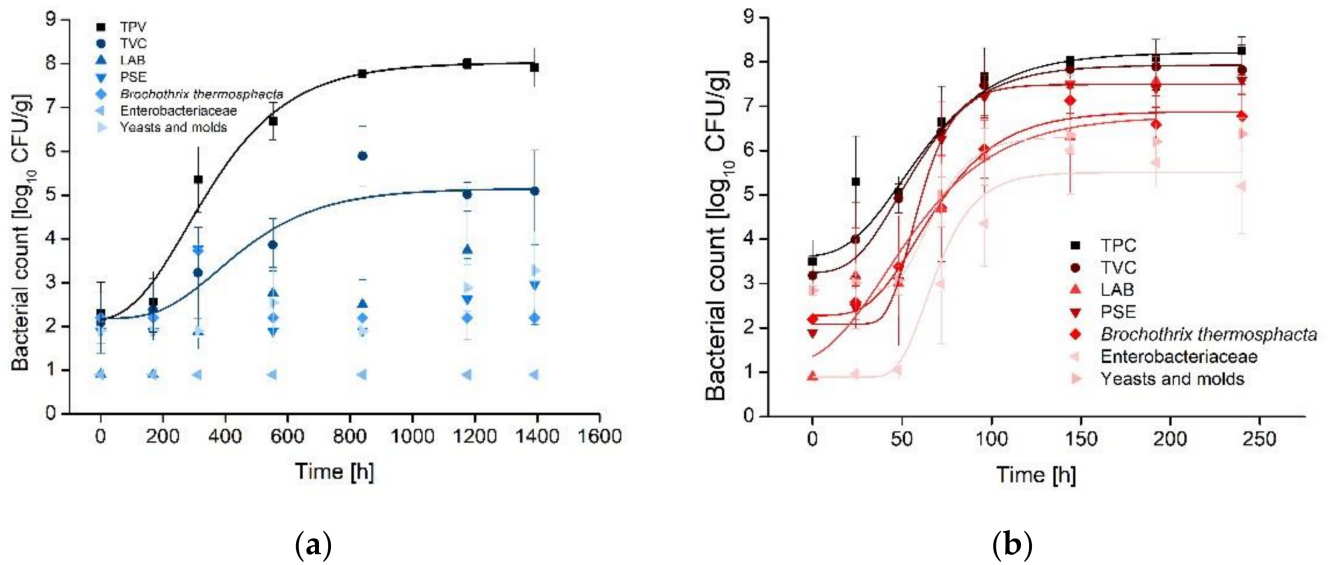 9
8
7
6
5
4
3
2
1
0
Bacterial count [log10 CFU/g]
TPV
TVC
LAB
PSE
Brochothrix thermosphacta
Enterobacteriaceae
Yeasts and molds
0 200 400 600 800 1000 1200 1400 1600
Time [h]
(a)
9
8
7
6
5
4
3
2
1
0
Bacterial count [log10 CFU/g]
TPC
TVC
LAB
PSE
Brochothrix thermosphacta
Enterobacteriaceae
Yeasts and molds
0 50 100 150 200 250
Time [h]
(b)